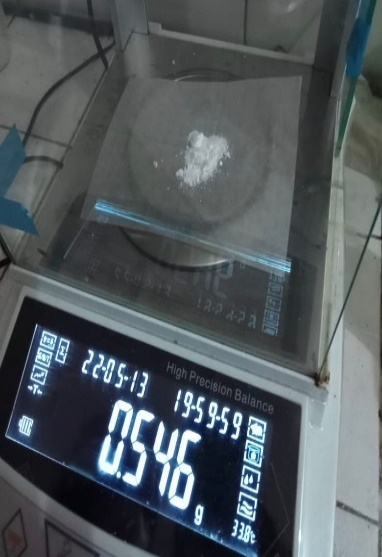 High Precision Balance
22-05-13 19-59-59
0.546 g
33.8℃